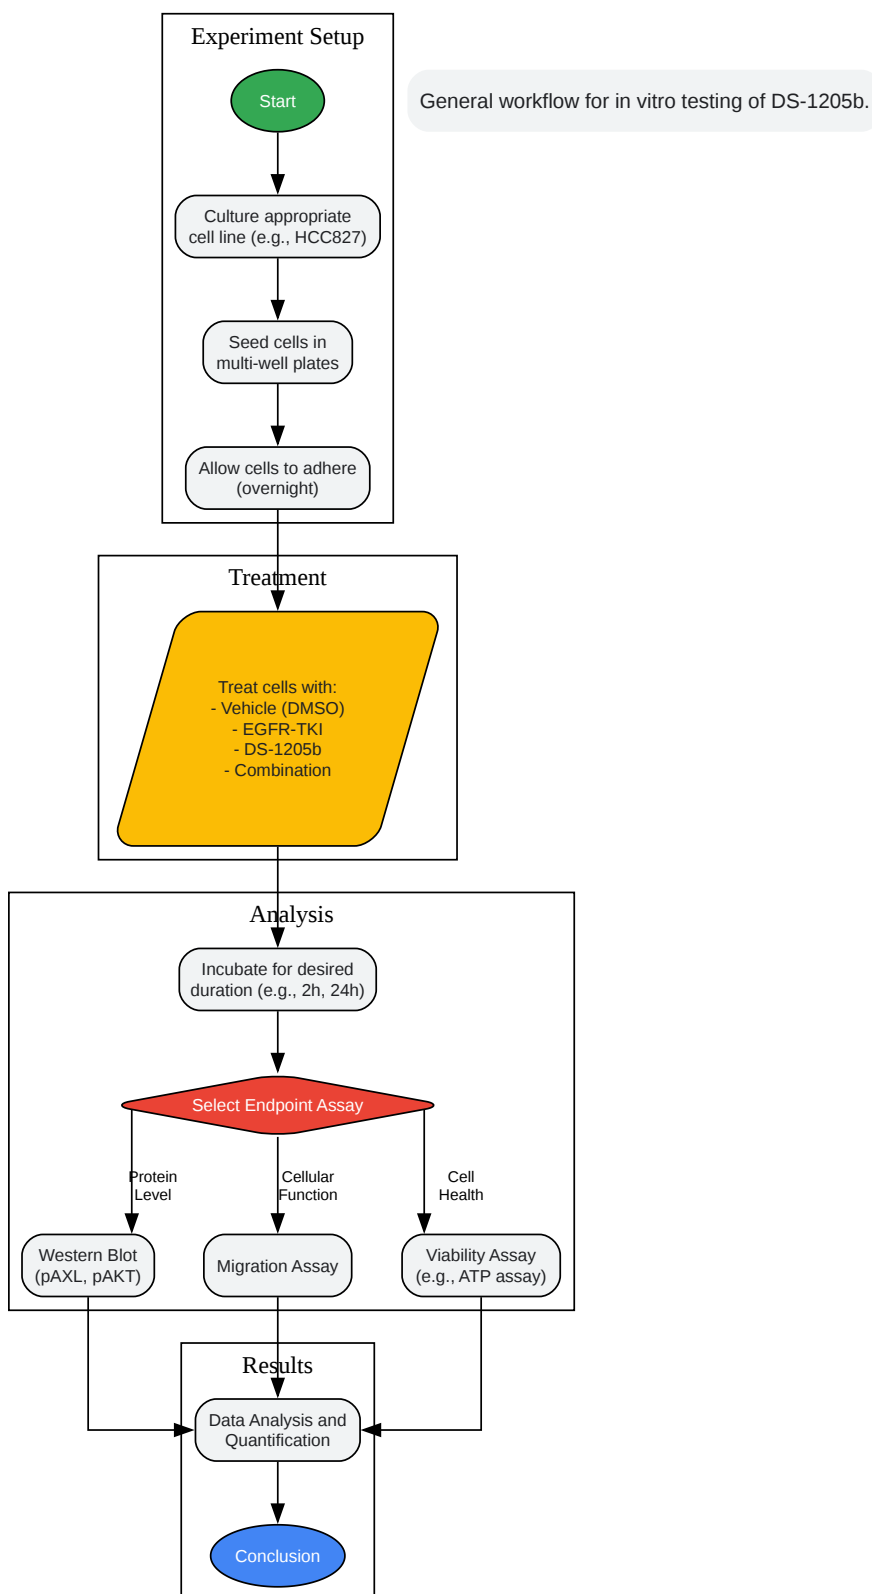 Experiment Setup
Start
General workflow for in vitro testing of DS-1205b.
Culture appropriate
cell line (e.g., HCC827)
Seed cells in
multi-well plates
Allow cells to adhere
(overnight)
Treatment
Treat cells with:
- Vehicle (DMSO)
- EGFR-TKI
- DS-1205b
- Combination
Analysis
Incubate for desired
duration (e.g., 2h, 24h)
Select Endpoint Assay
Protein
Level
Cellular
Function
Cell
Health
Western Blot
(pAXL, pAKT)
Migration Assay
Viability Assay
(e.g., ATP assay)
Results
Data Analysis and
Quantification
Conclusion